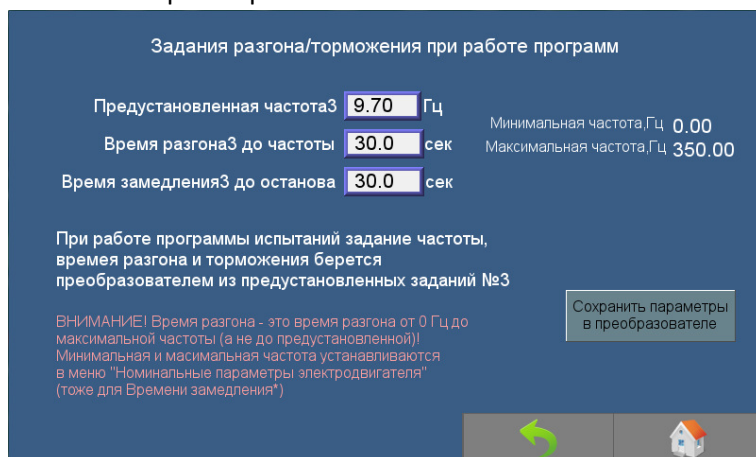 Задания разгона/торможения при работе программ
Предустановленная частота3 9.70 Гц
Время разгона3 до частоты 30.0 сек
Время замедления3 до останова 30.0 сек
Минимальная частота,Гц 0.00
Максимальная частота,Гц 350.00
При работе программы испытаний задание частоты,
времея разгона и торможения берется
преобразователем из предустановленных заданий №3
ВНИМАНИЕ! Время разгона - это время разгона от 0 Гц до
максимальной частоты (а не до предустановленной)!
Минимальная и масимальная частота устанавливаются
в меню "Номинальные параметры электродвигателя"
(тоже для Времени замедления*)
Сохранить параметры
в преобразователе